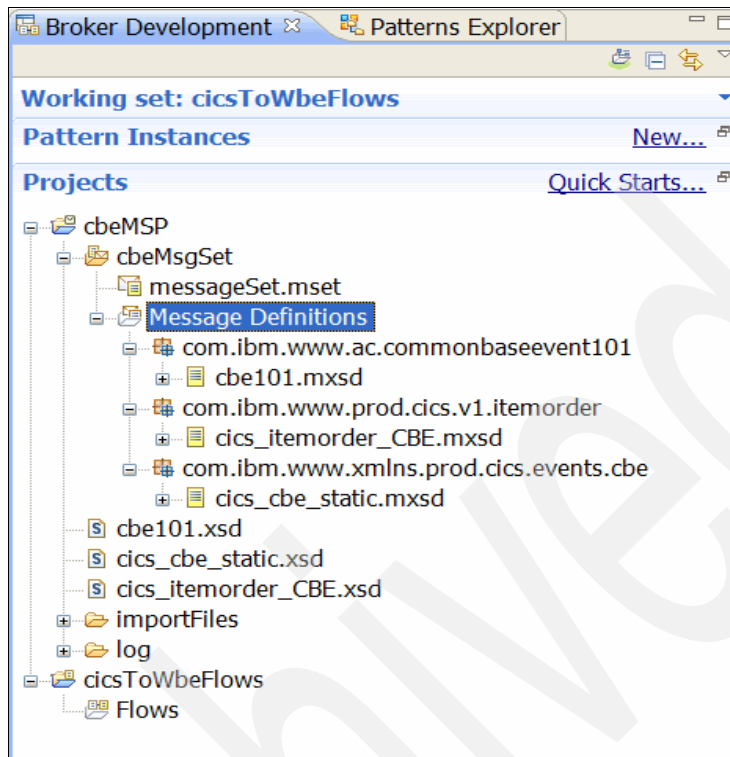 Broker Development Patterns Explorer
Working set: cicsToWbeFlows
Pattern Instances New...
Projects Quick Starts...
cbeMSP
cbeMsgSet
messageSet.mset
Message Definitions
com.ibm.www.ac.commonbaseevent101
cbe101.mxsd
com.ibm.www.prod.cics.v1.itemorder
cics_itemorder_CBE.mxsd
com.ibm.www.xmlns.prod.cics.events.cbe
cics_cbe_static.mxsd
cbe101.xsd
cics_cbe_static.xsd
cics_itemorder_CBE.xsd
importFiles
log
cicsToWbeFlows
Flows